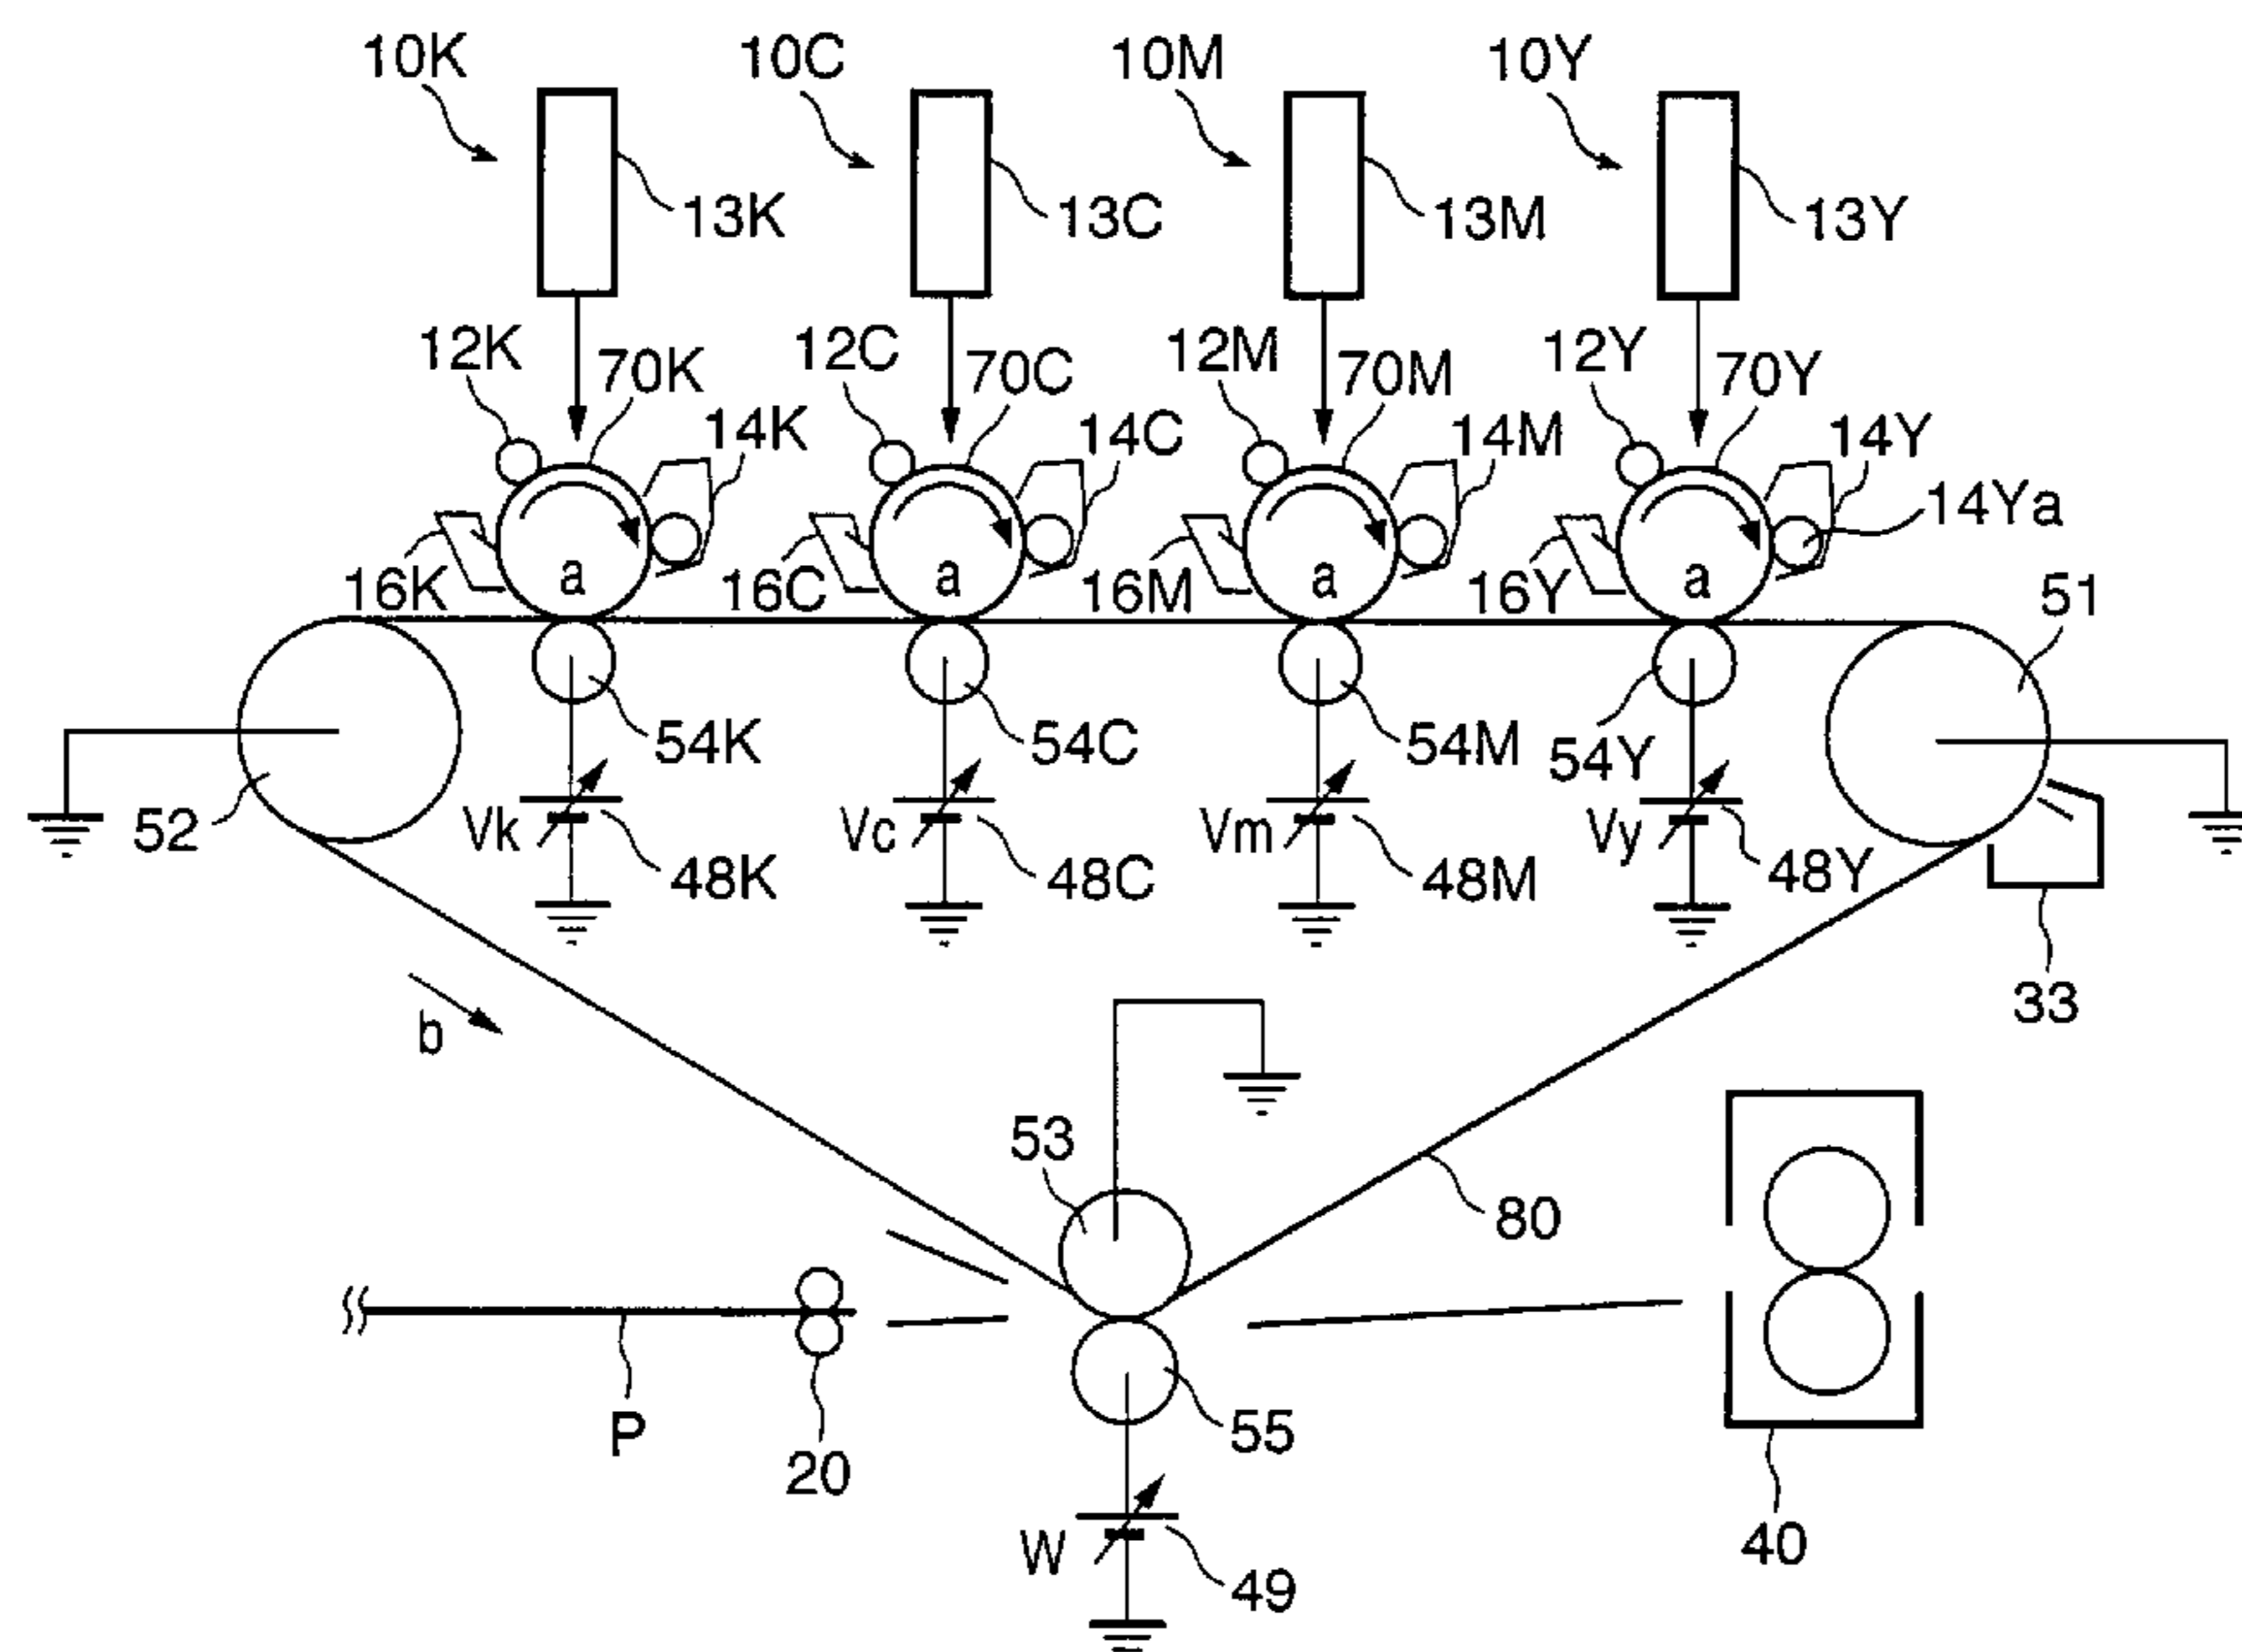 10K 10C 10M 10Y
13K 13C 13M 13Y
12K 70K 12C 70C 12M 70M 12Y 70Y
14K 14C 14M 14Y
14Ya
a a a a
16K 16C 16M 16Y
51
54K 54C 54M 54Y
52 Vk Vc Vm Vy
48K 48C 48M 48Y
33
b
53
80
P 20 55
W 49 40